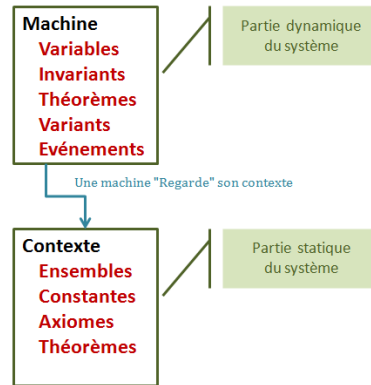 Machine
Variables
Invariants
Théorèmes
Variants
Evénements
Partie dynamique
du système
Une machine "Regarde" son contexte
Contexte
Ensembles
Constantes
Axiomes
Théorèmes
Partie statique
du système